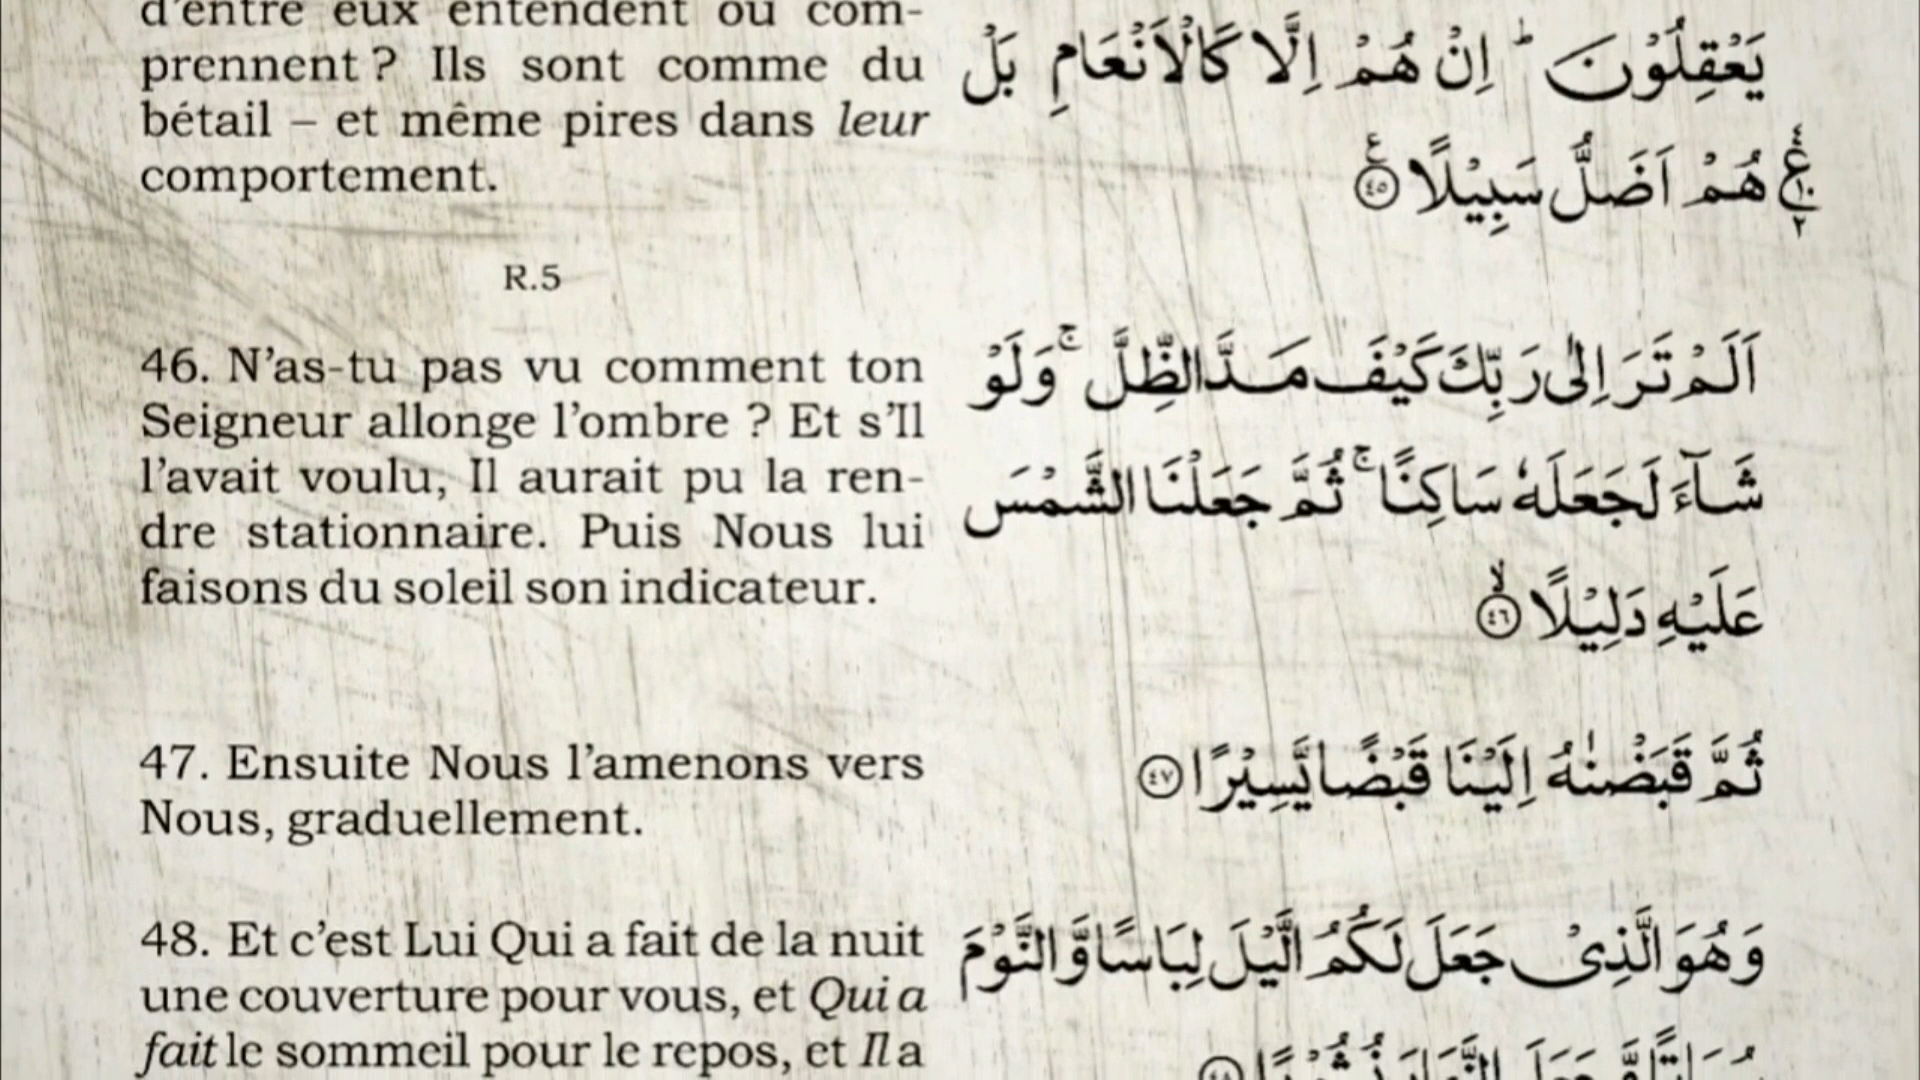 d’entre eux entendent ou com-
prennent ? Ils sont comme du
bétail – et même pires dans leur
comportement.
R.5
46. N’as-tu pas vu comment ton
Seigneur allonge l’ombre ? Et s’Il
l’avait voulu, Il aurait pu la ren-
dre stationnaire. Puis Nous lui
faisons du soleil son indicateur.
47. Ensuite Nous l’amenons vers
Nous, graduellement.
48. Et c’est Lui Qui a fait de la nuit
une couverture pour vous, et Qui a
fait le sommeil pour le repos, et Il a
يَعْقِلُوْنَ ؕ اِنْ هُمْ اِلَّا كَالْاَنْعَامِ بَلْ
هُمْ اَضَلُّ سَبِيْلًا ۴۵
اَلَمْ تَرَ اِلٰى رَبِّكَ كَيْفَ مَدَّ الظِّلَّ ۚ وَلَوْ
شَآءَ لَجَعَلَهٗ سَاكِنًا ۚ ثُمَّ جَعَلْنَا الشَّمْسَ
عَلَيْهِ دَلِيْلًا ۙ ۴۶
ثُمَّ قَبَضْنٰهُ اِلَيْنَا قَبْضًا يَّسِيْرًا ۴۷
وَهُوَ الَّذِیْ جَعَلَ لَكُمُ الَّيْلَ لِبَاسًا وَّالنَّوْمَ